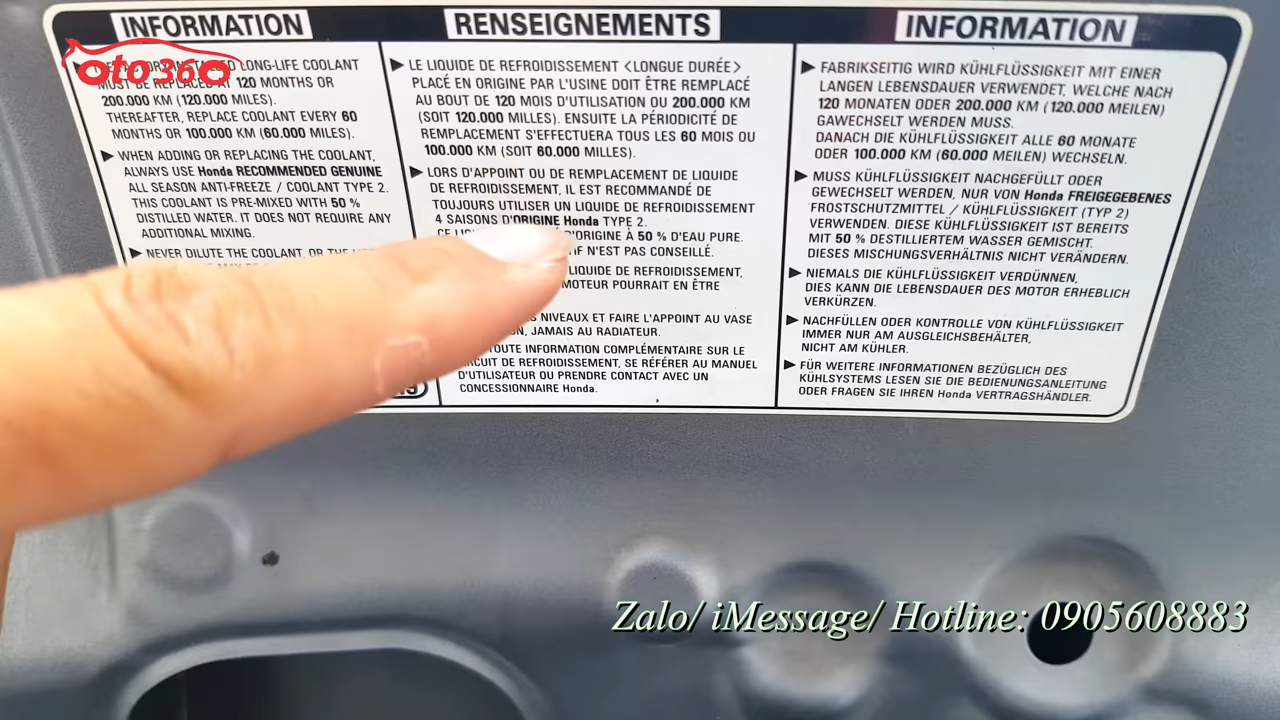 INFORMATION
LONG-LIFE COOLANT
MUST BE REPLACED AT 120 MONTHS OR
200.000 KM (120.000 MILES).
THEREAFTER, REPLACE COOLANT EVERY 60
MONTHS OR 100.000 KM (60.000 MILES).
WHEN ADDING OR REPLACING THE COOLANT,
ALWAYS USE Honda RECOMMENDED GENUINE
ALL SEASON ANTI-FREEZE / COOLANT TYPE 2.
THIS COOLANT IS PRE-MIXED WITH 50 %
DISTILLED WATER. IT DOES NOT REQUIRE ANY
ADDITIONAL MIXING.
NEVER DILUTE THE COOLANT, OR THE
RENSEIGNEMENTS
LE LIQUIDE DE REFROIDISSEMENT <LONGUE DURÉE>
PLACÉ EN ORIGINE PAR L'USINE DOIT ÊTRE REMPLACÉ
AU BOUT DE 120 MOIS D'UTILISATION OU 200.000 KM
(SOIT 120.000 MILLES). ENSUITE LA PÉRIODICITÉ DE
REMPLACEMENT S'EFFECTUERA TOUS LES 60 MOIS OU
100.000 KM (SOIT 60.000 MILLES).
LORS D'APPOINT OU DE REMPLACEMENT DE LIQUIDE
DE REFROIDISSEMENT, IL EST RECOMMANDÉ DE
TOUJOURS UTILISER UN LIQUIDE DE REFROIDISSEMENT
4 SAISONS D'ORIGINE Honda TYPE 2.
CE D'ORIGINE À 50 % D'EAU PURE.
N'EST PAS CONSEILLÉ.
LIQUIDE DE REFROIDISSEMENT,
MOTEUR POURRAIT EN ÊTRE
NIVEAUX ET FAIRE L'APPOINT AU VASE
JAMAIS AU RADIATEUR.
TOUTE INFORMATION COMPLÉMENTAIRE SUR LE
DE REFROIDISSEMENT, SE RÉFÉRER AU MANUEL
D'UTILISATEUR OU PRENDRE CONTACT AVEC UN
CONCESSIONNAIRE Honda.
INFORMATION
FABRIKSEITIG WIRD KÜHLFLÜSSIGKEIT MIT EINER
LANGEN LEBENSDAUER VERWENDET, WELCHE NACH
120 MONATEN ODER 200.000 KM (120.000 MEILEN)
GAWECHSELT WERDEN MUSS.
DANACH DIE KÜHLFLÜSSIGKEIT ALLE 60 MONATE
ODER 100.000 KM (60.000 MEILEN) WECHSELN.
MUSS KÜHLFLÜSSIGKEIT NACHGEFÜLLT ODER
GEWECHSELT WERDEN, NUR VON Honda FREIGEGEBENES
FROSTSCHUTZMITTEL / KÜHLFLÜSSIGKEIT (TYP 2)
VERWENDEN. DIESE KÜHLFLÜSSIGKEIT IST BEREITS
MIT 50 % DESTILLIERTEM WASSER GEMISCHT.
DIESES MISCHUNGSVERHÄLTNIS NICHT VERÄNDERN.
NIEMALS DIE KÜHLFLÜSSIGKEIT VERDÜNNEN,
DIES KANN DIE LEBENSDAUER DES MOTOR ERHEBLICH
VERKÜRZEN.
NACHFÜLLEN ODER KONTROLLE VON KÜHLFLÜSSIGKEIT
IMMER NUR AM AUSGLEICHSBEHÄLTER,
NICHT AM KÜHLER.
FÜR WEITERE INFORMATIONEN BEZÜGLICH DES
KÜHLSYSTEMS LESEN SIE DIE BEDIENUNGSANLEITUNG
ODER FRAGEN SIE IHREN Honda VERTRAGSHÄNDLER.
oto360
Zalo/ iMessage/ Hotline: 0905608883